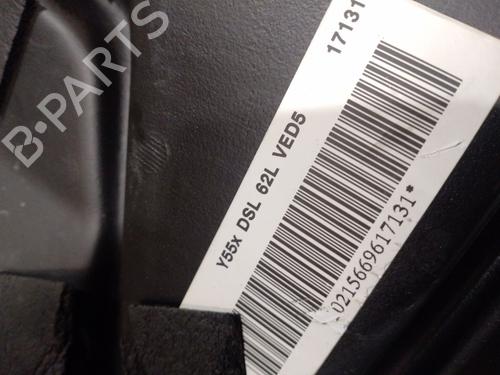 B-PARTS
17131
Y55x DSL 62L VED5
*0215669617131*